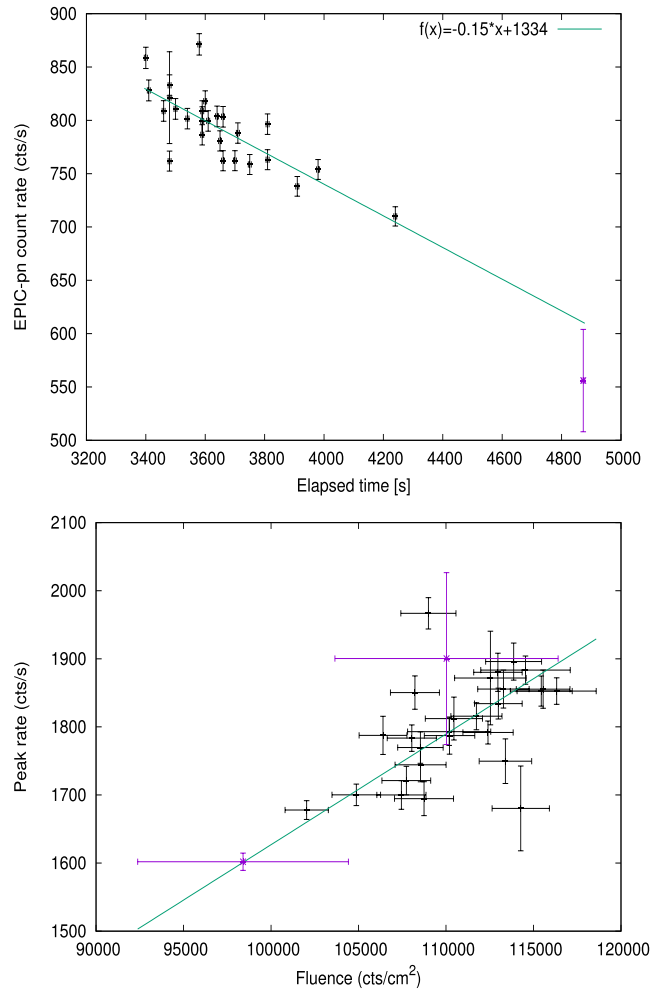 900
f(x)=-0.15*x+1334
850
800
750
700
650
600
550
500
EPIC-pn count rate (cts/s)
3200 3400 3600 3800 4000 4200 4400 4600 4800 5000
Elapsed time [s]
2100
2000
1900
1800
1700
1600
1500
Peak rate (cts/s)
90000 95000 100000 105000 110000 115000 120000
Fluence (cts/cm²)